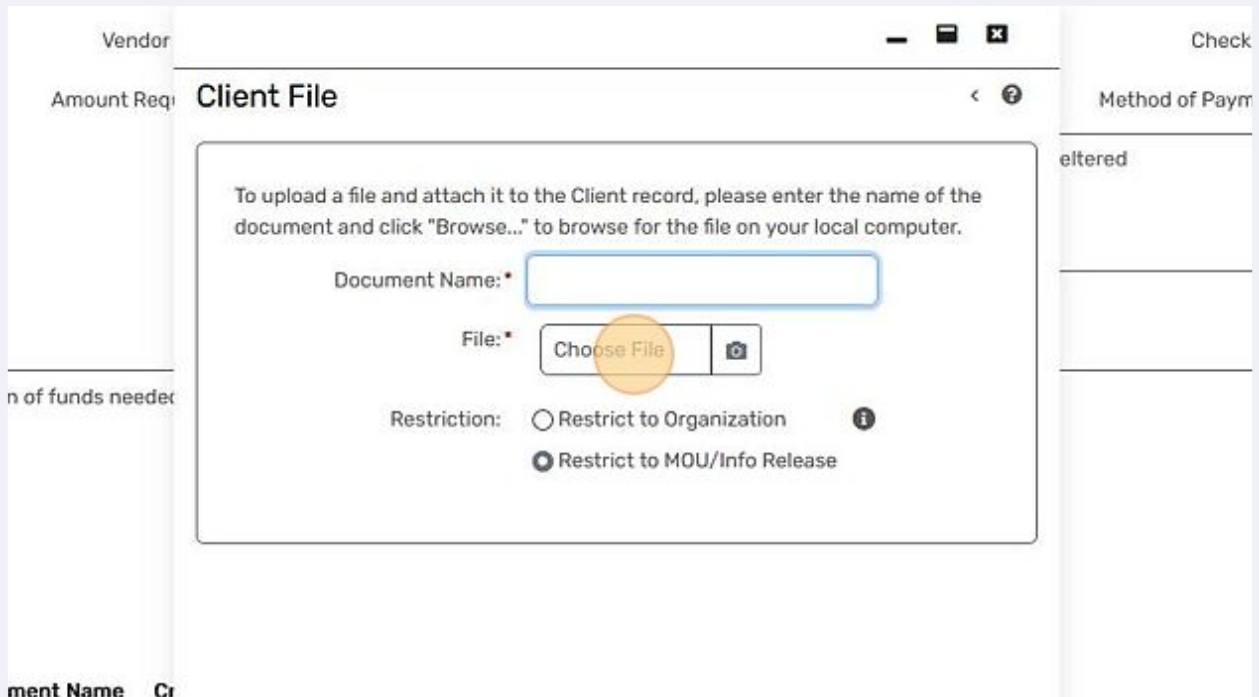 Vendor
Check
Client File
Amount Requ
Method of Paym
eltered
To upload a file and attach it to the Client record, please enter the name of the
document and click "Browse..." to browse for the file on your local computer.
Document Name:*
File:*
Choose File
n of funds needed
Restriction:
Restrict to Organization
Restrict to MOU/Info Release
ment Name
Cr